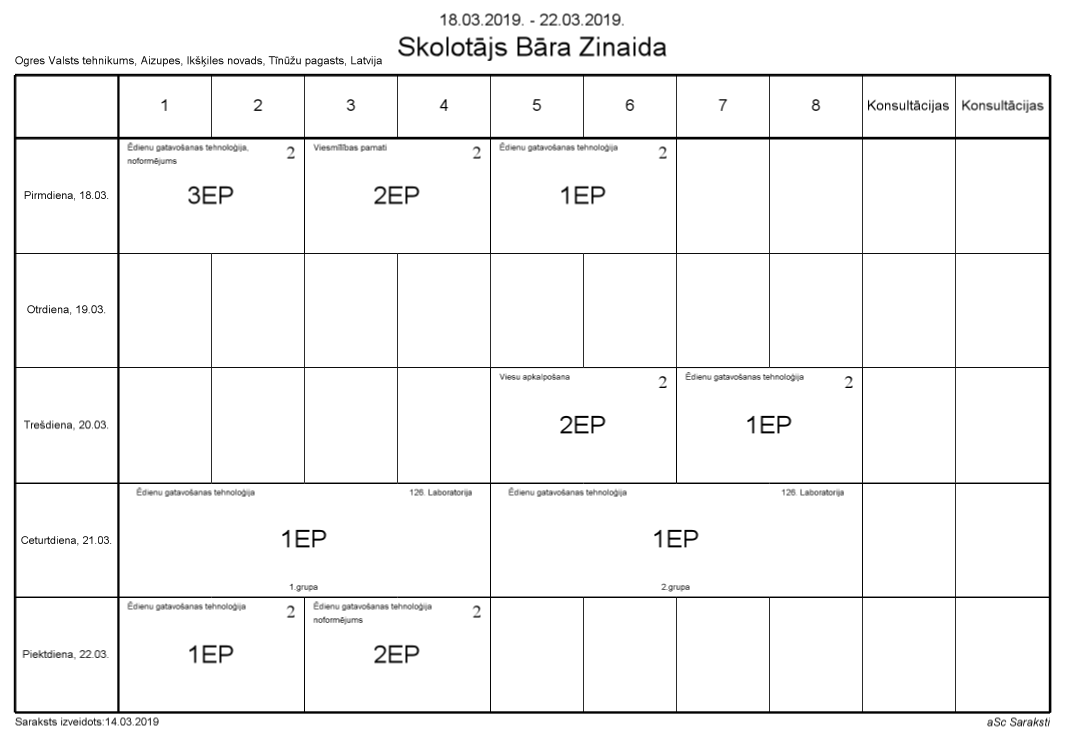 18.03.2019. - 22.03.2019.
Skolotājs Bāra Zinaida
Ogres Valsts tehnikums, Aizupes, Ikšķiles novads, Tīnūžu pagasts, Latvija
1 2 3 4 5 6 7 8 Konsultācijas Konsultācijas
Pirmdiena, 18.03.
Ēdienu gatavošanas tehnoloģija,
noformējums
2
3EP
Viesmīlības pamati
2
2EP
Ēdienu gatavošanas tehnoloģija
2
1EP
Otrdiena, 19.03.
Trešdiena, 20.03.
Viesu apkalpošana
2
2EP
Ēdienu gatavošanas tehnoloģija
2
1EP
Ceturtdiena, 21.03.
Ēdienu gatavošanas tehnoloģija 126. Laboratorija
1EP
1.grupa
Ēdienu gatavošanas tehnoloģija 126. Laboratorija
1EP
2.grupa
Piektdiena, 22.03.
Ēdienu gatavošanas tehnoloģija
2
1EP
Ēdienu gatavošanas tehnoloģija
noformējums
2
2EP
Saraksts izveidots:14.03.2019
aSc Saraksti